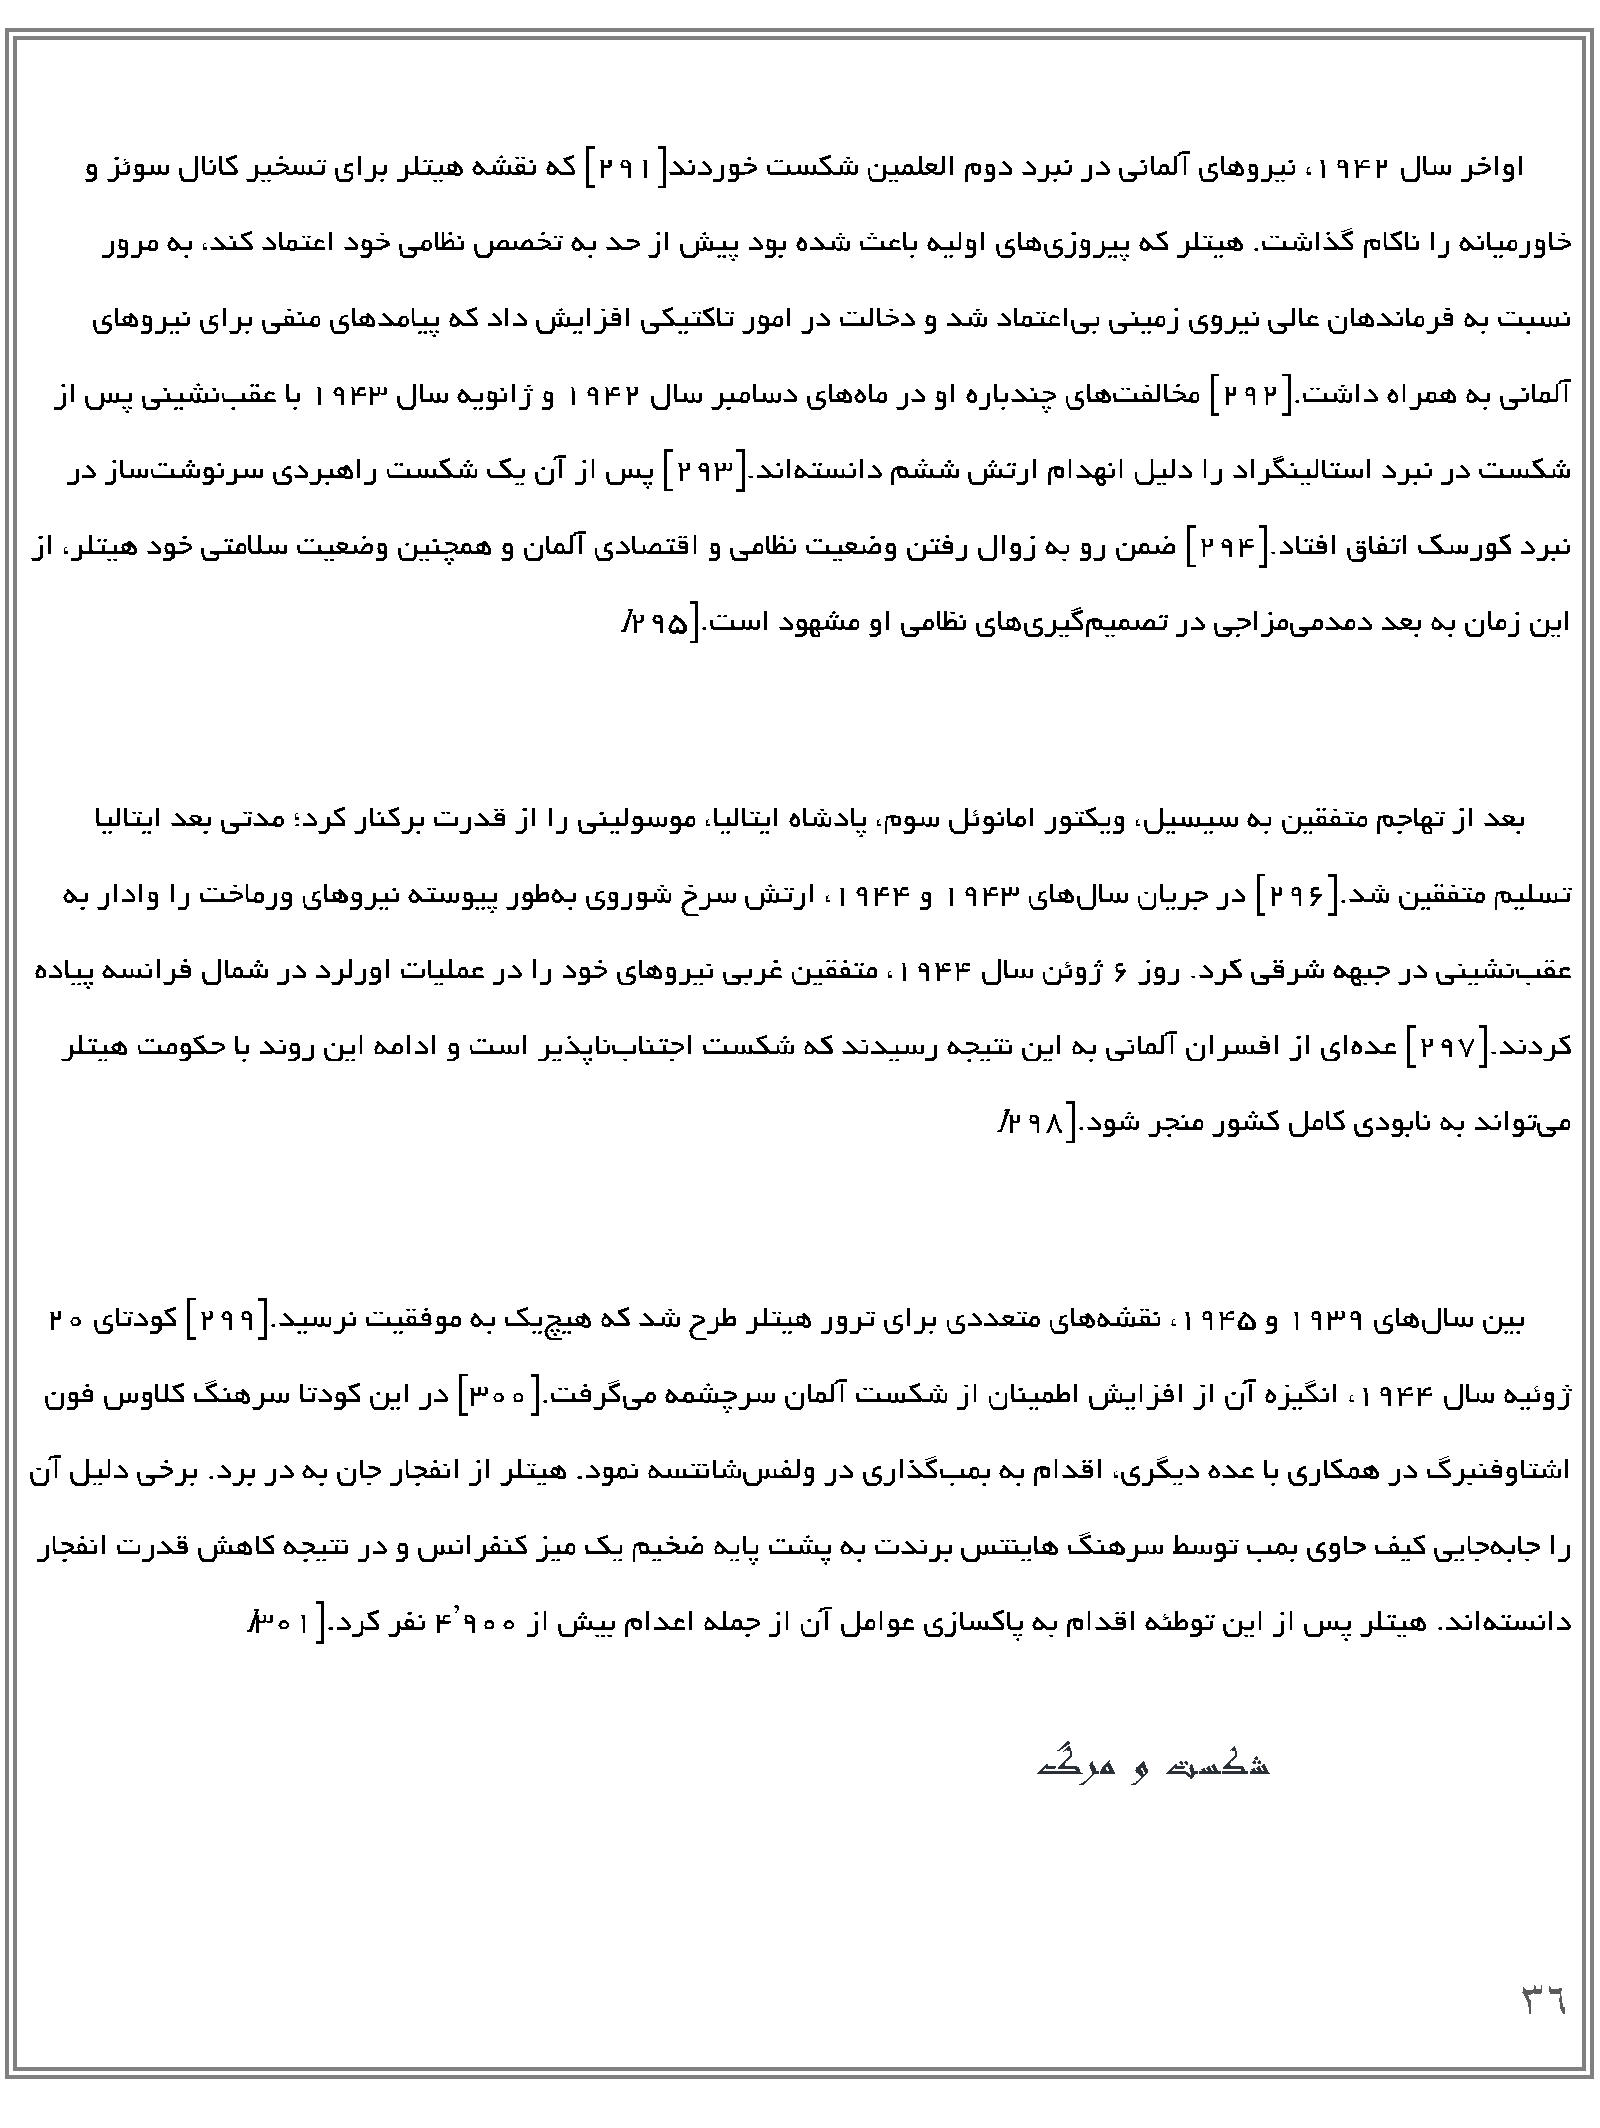 اواخر سال ۱۹۴۲، نیروهای آلمانی در نبرد دوم العلمین شکست خوردند[۲۹۱] که نقشه هیتلر برای تسخیر کانال سوئز و
خاورمیانه را ناکام گذاشت. هیتلر که پیروزی‌های اولیه باعث شده بود پیش از حد به تخصص نظامی خود اعتماد کند، به مرور
نسبت به فرماندهان عالی نیروی زمینی بی‌اعتماد شد و دخالت در امور تاکتیکی افزایش داد که پیامدهای منفی برای نیروهای
آلمانی به همراه داشت.[۲۹۲] مخالفت‌های چندباره او در ماه‌های دسامبر سال ۱۹۴۲ و ژانویه سال ۱۹۴۳ با عقب‌نشینی پس از
شکست در نبرد استالینگراد را دلیل انهدام ارتش ششم دانسته‌اند.[۲۹۳] پس از آن یک شکست راهبردی سرنوشت‌ساز در
نبرد کورسک اتفاق افتاد.[۲۹۴] ضمن رو به زوال رفتن وضعیت نظامی و اقتصادی آلمان و همچنین وضعیت سلامتی خود هیتلر، از
این زمان به بعد دمدمی‌مزاجی در تصمیم‌گیری‌های نظامی او مشهود است.[۲۹۵]
بعد از تهاجم متفقین به سیسیل، ویکتور امانوئل سوم، پادشاه ایتالیا، موسولینی را از قدرت برکنار کرد؛ مدتی بعد ایتالیا
تسلیم متفقین شد.[۲۹۶] در جریان سال‌های ۱۹۴۳ و ۱۹۴۴، ارتش سرخ شوروی به‌طور پیوسته نیروهای ورماخت را وادار به
عقب‌نشینی در جبهه شرقی کرد. روز ۶ ژوئن سال ۱۹۴۴، متفقین غربی نیروهای خود را در عملیات اورلرد در شمال فرانسه پیاده
کردند.[۲۹۷] عده‌ای از افسران آلمانی به این نتیجه رسیدند که شکست اجتناب‌ناپذیر است و ادامه این روند با حکومت هیتلر
می‌تواند به نابودی کامل کشور منجر شود.[۲۹۸]
بین سال‌های ۱۹۳۹ و ۱۹۴۵، نقشه‌های متعددی برای ترور هیتلر طرح شد که هیچ‌یک به موفقیت نرسید.[۲۹۹] کودتای ۲۰
ژوئیه سال ۱۹۴۴، انگیزه آن از افزایش اطمینان از شکست آلمان سرچشمه می‌گرفت.[۳۰۰] در این کودتا سرهنگ کلاوس فون
اشتاوفنبرگ در همکاری با عده دیگری، اقدام به بمب‌گذاری در ولفس‌شانتسه نمود. هیتلر از انفجار جان به در برد. برخی دلیل آن
را جابه‌جایی کیف حاوی بمب توسط سرهنگ هاینتس برندت به پشت پایه ضخیم یک میز کنفرانس و در نتیجه کاهش قدرت انفجار
دانسته‌اند. هیتلر پس از این توطئه اقدام به پاکسازی عوامل آن از جمله اعدام بیش از ۴٬۹۰۰ نفر کرد.[۳۰۱]
شکست و مرگ
٣٦